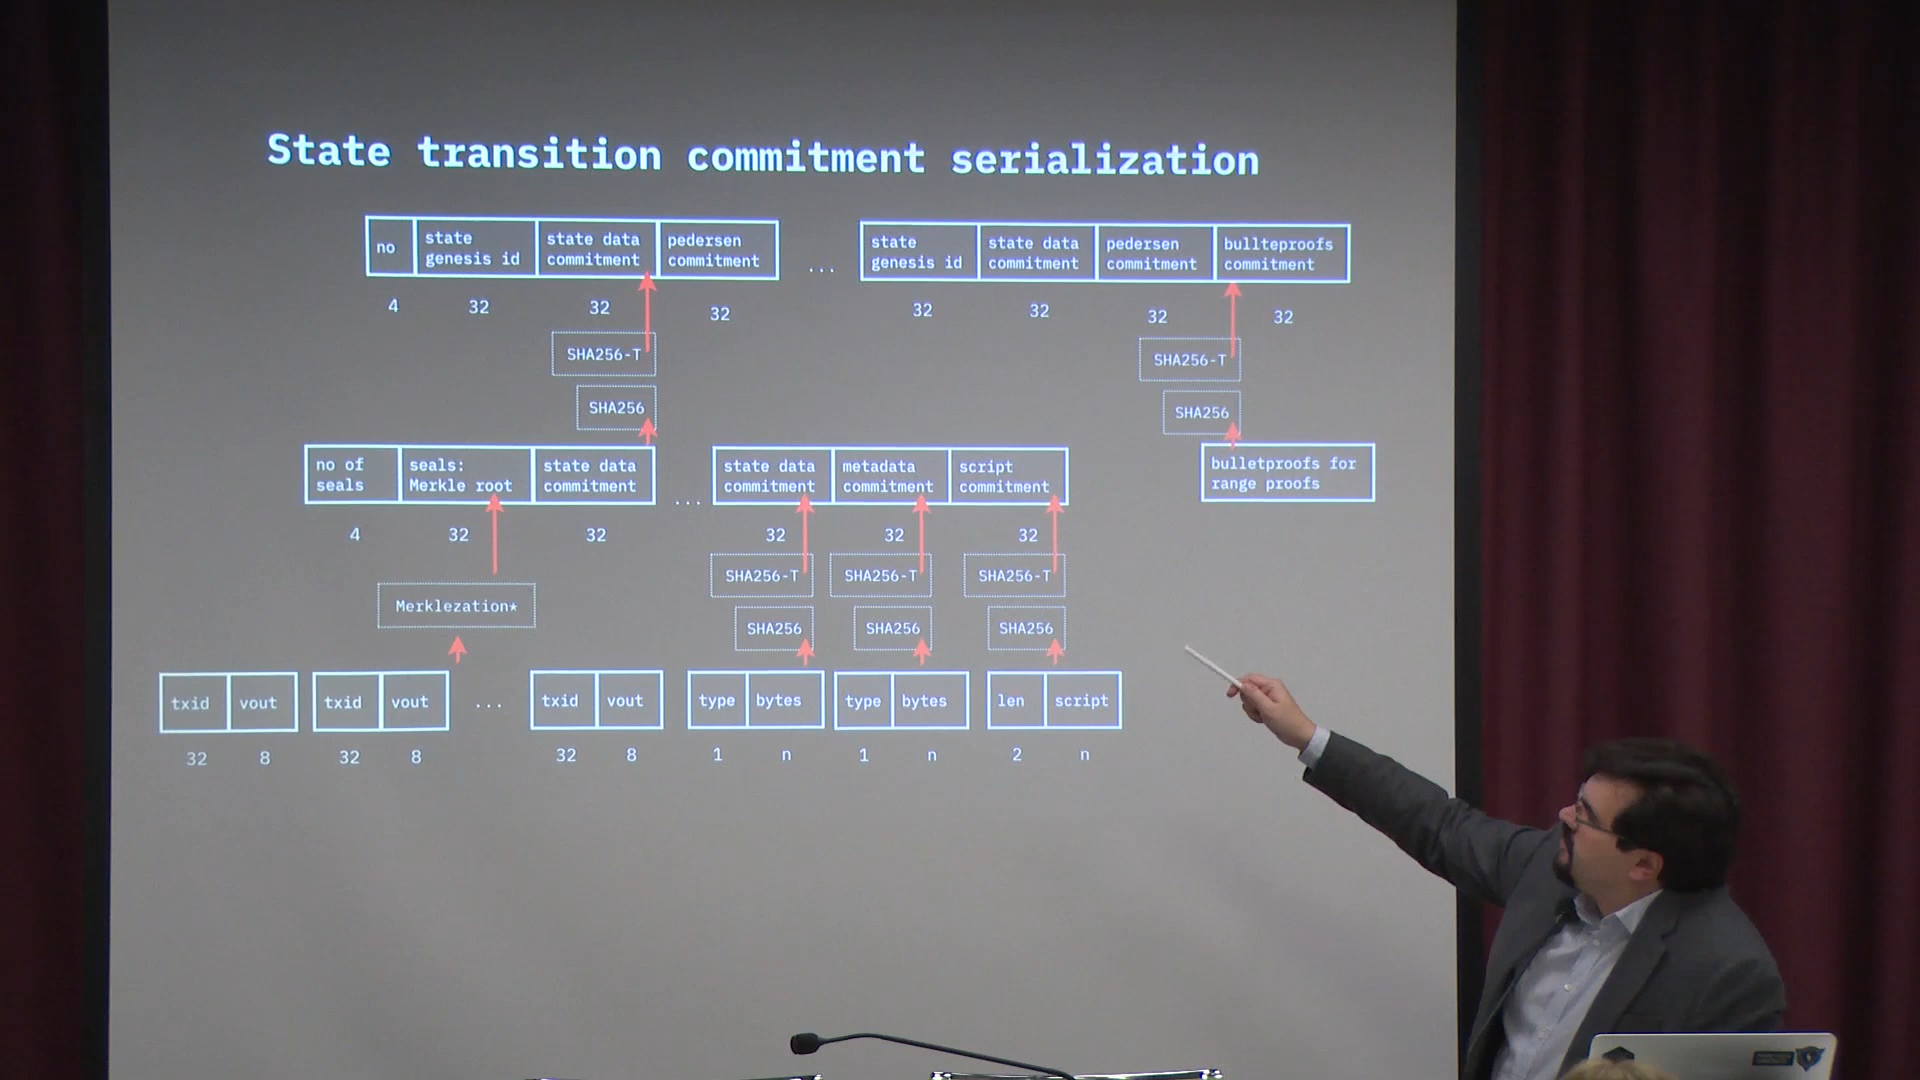 State transition commitment serialization
no
state
genesis id
state data
commitment
pedersen
commitment
...
state
genesis id
state data
commitment
pedersen
commitment
bullteproofs
commitment
4
32
32
32
32
32
32
32
SHA256-T
SHA256-T
SHA256
SHA256
no of
seals
seals:
Merkle root
state data
commitment
...
state data
commitment
metadata
commitment
script
commitment
bulletproofs for
range proofs
4
32
32
32
32
32
SHA256-T
SHA256-T
SHA256-T
Merklezation*
SHA256
SHA256
SHA256
txid
vout
txid
vout
...
txid
vout
type
bytes
type
bytes
len
script
32
8
32
8
32
8
1
n
1
n
2
n